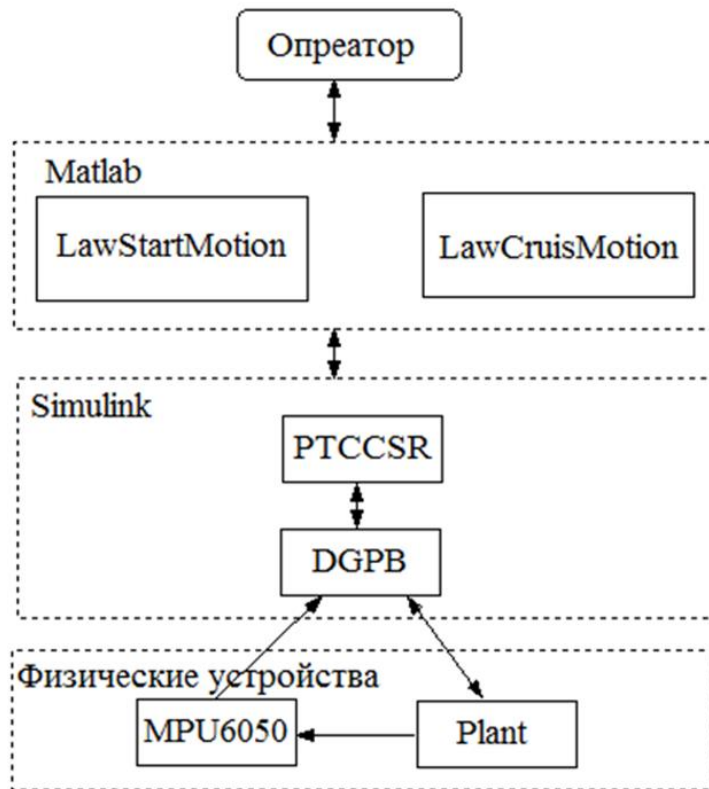 Опреатор
Matlab
LawStartMotion
LawCruisMotion
Simulink
PTCCSR
DGPB
Физические устройства
MPU6050
Plant